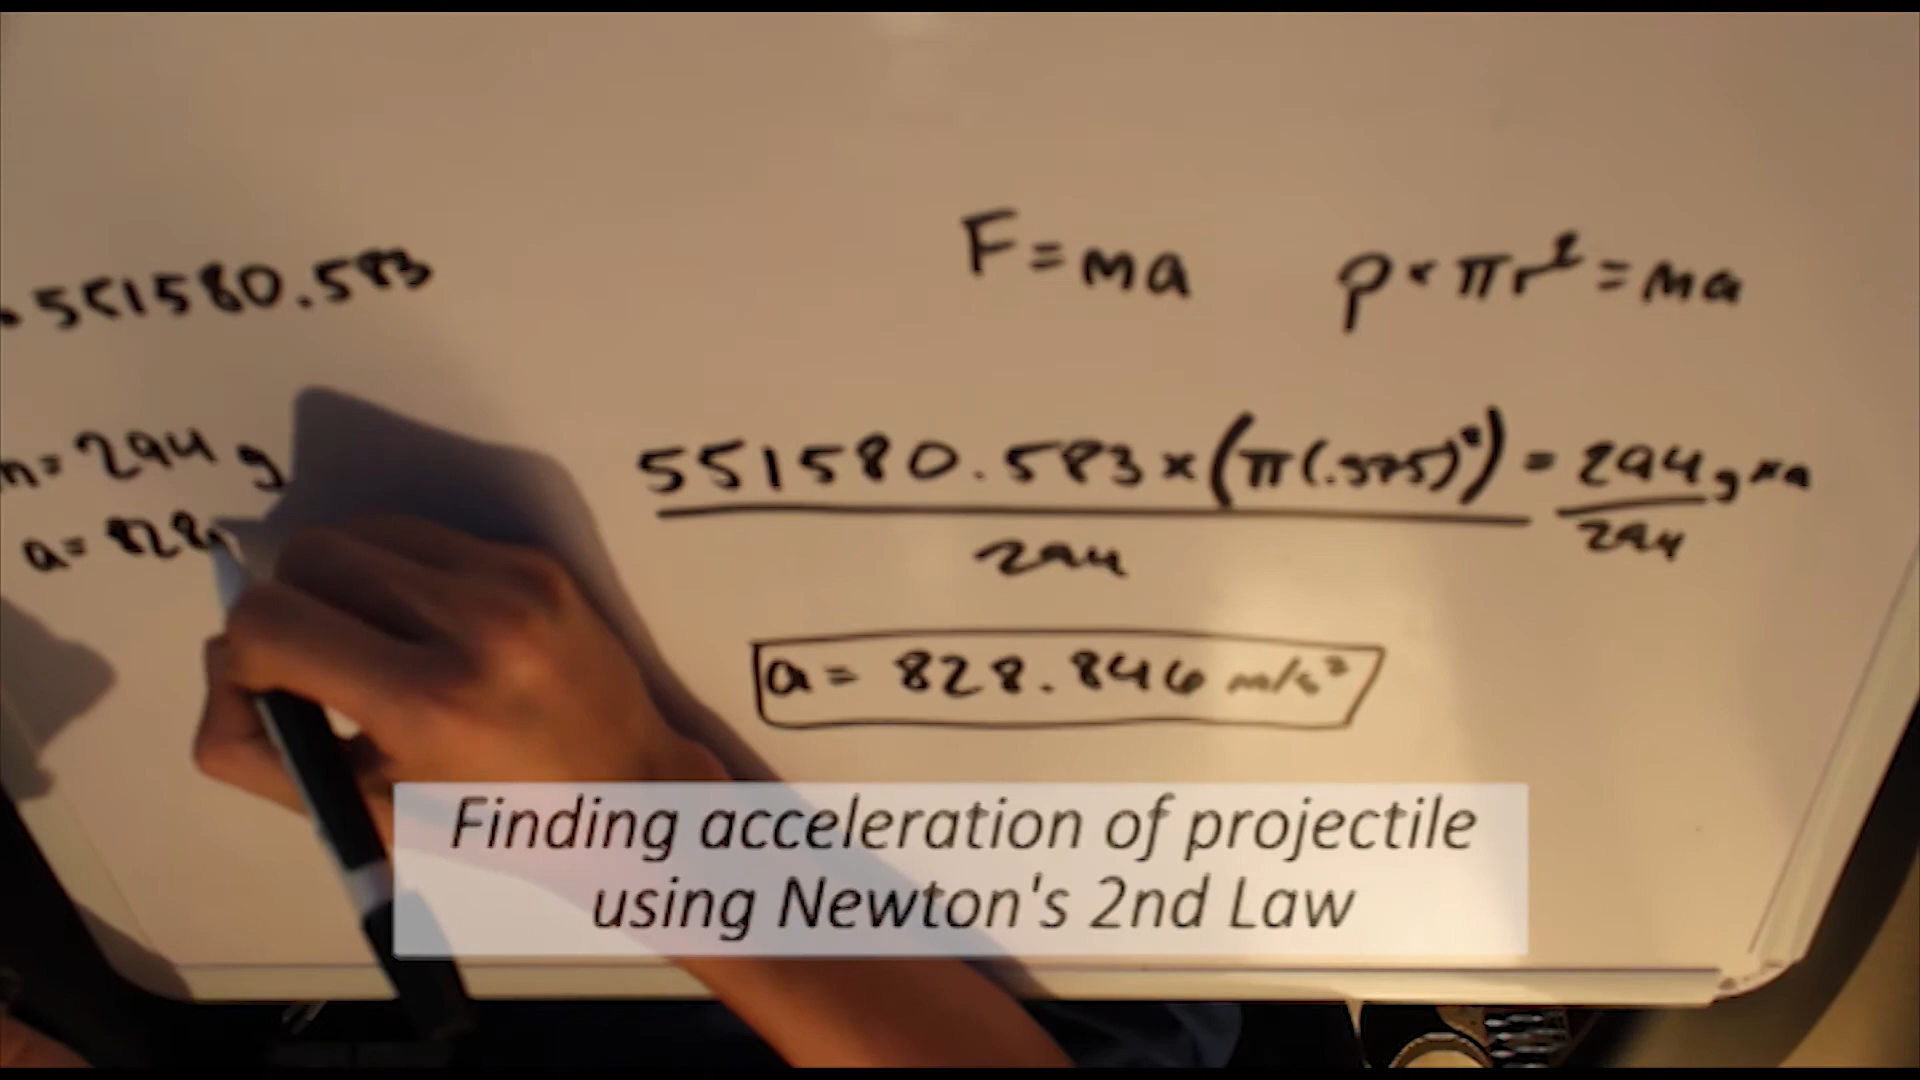 F = ma
p × πr² = ma
551580.583
m = 294 g
a = 828
551580.583 × (π(.375)²) = 294g × a
294 294
a = 828.846 m/s²
Finding acceleration of projectile
using Newton's 2nd Law